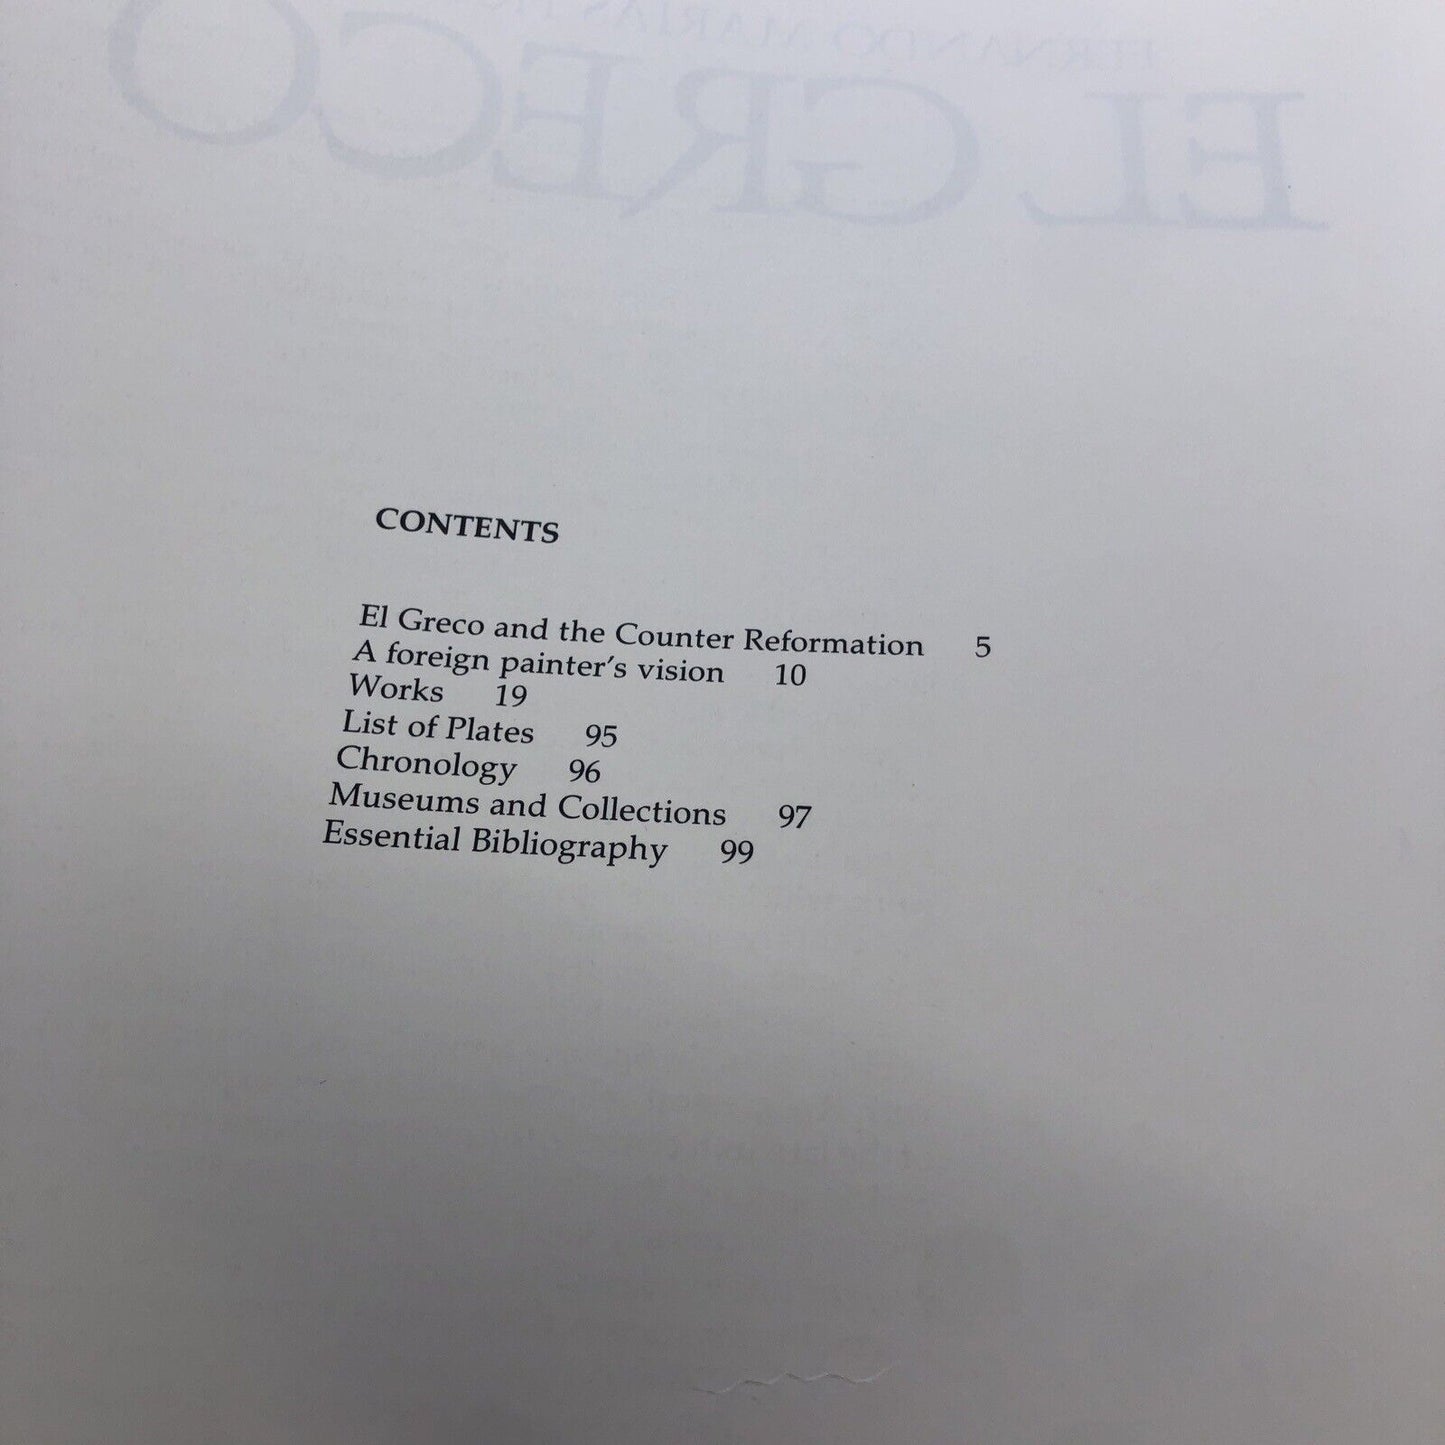 FERNANDO MARIAS
EL GRECO
CONTENTS
El Greco and the Counter Reformation 5
A foreign painter's vision 10
Works 19
List of Plates 95
Chronology 96
Museums and Collections 97
Essential Bibliography 99